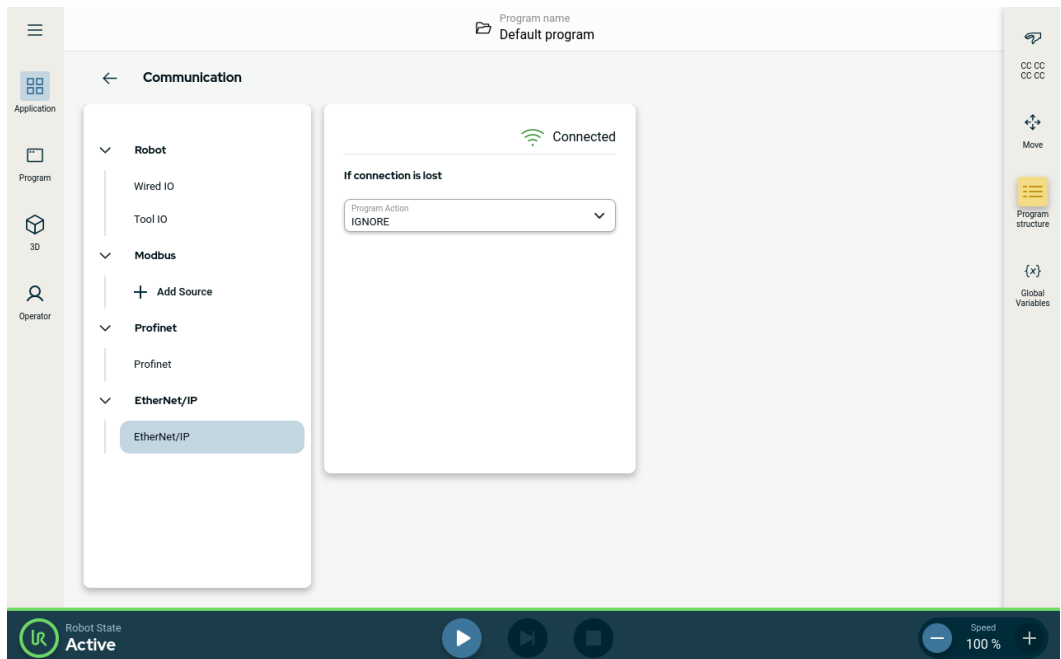 Program name
Default program
Communication
Application
Program
3D
Operator
Robot
Wired IO
Tool IO
Modbus
Add Source
Profinet
Profinet
EtherNet/IP
EtherNet/IP
Connected
If connection is lost
Program Action
IGNORE
CC CC
CC CC
Move
Program
structure
{x}
Global
Variables
UR
Robot State
Active
Speed
100 %